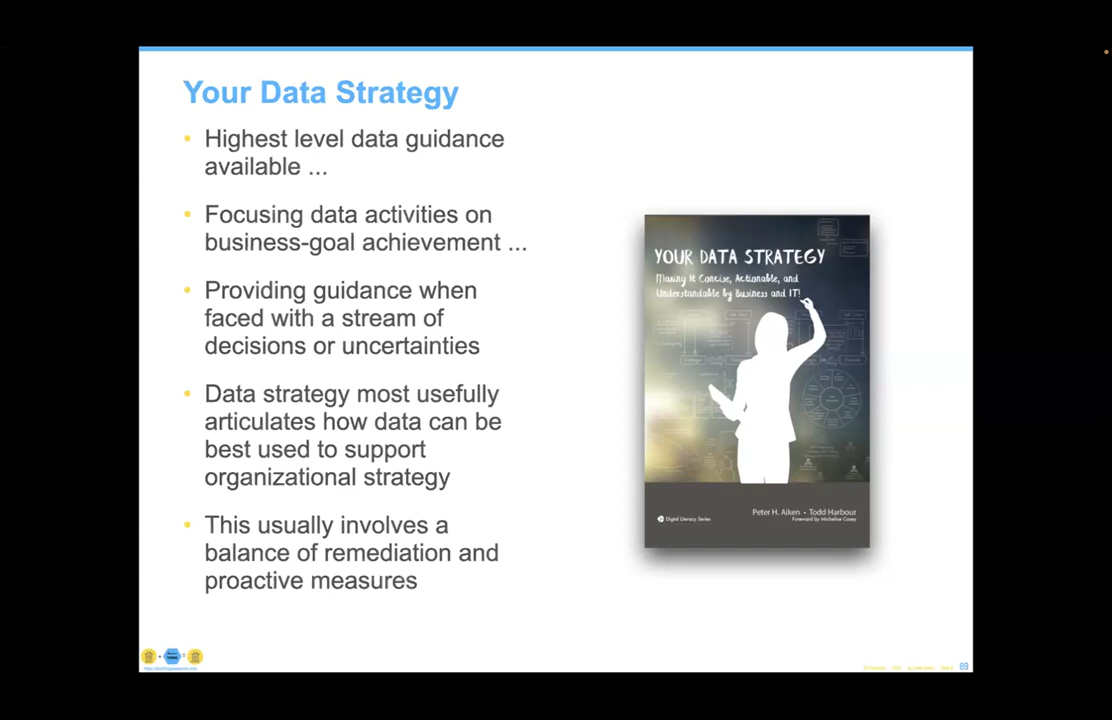 Your Data Strategy
• Highest level data guidance
available ...
• Focusing data activities on
business-goal achievement ...
• Providing guidance when
faced with a stream of
decisions or uncertainties
• Data strategy most usefully
articulates how data can be
best used to support
organizational strategy
• This usually involves a
balance of remediation and
proactive measures
YOUR DATA STRATEGY
Making It Concise, Actionable, and
Understandable by Business and IT!
Peter H. Aiken • Todd Harbour
Foreword by Micheline Casey
Digital Literacy Series
69